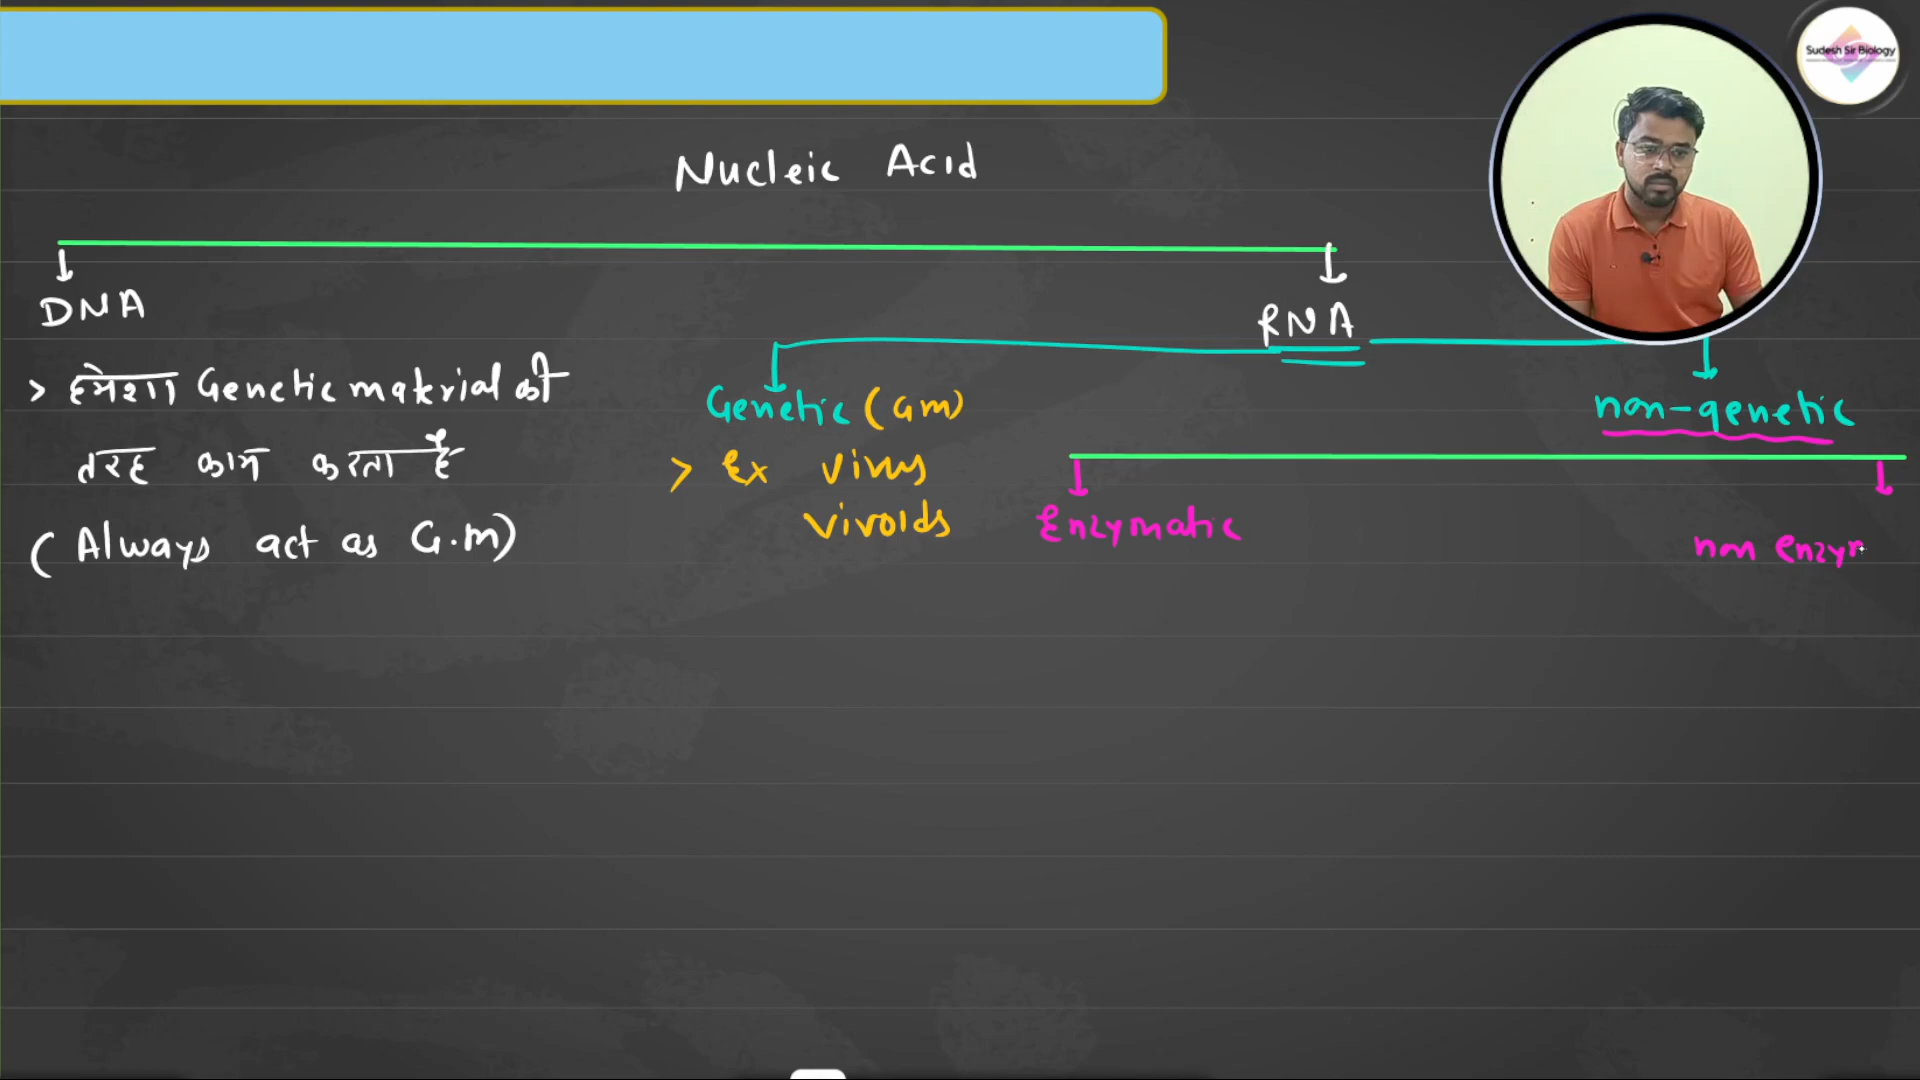 Sudesh Sir Biology
Nucleic Acid
DNA
RNA
> हमेशा Genetic material की
तरह काम करता है
(Always act as G.M)
Genetic (GM)
> Ex virus
viroids
non-genetic
Enzymatic
non enzym